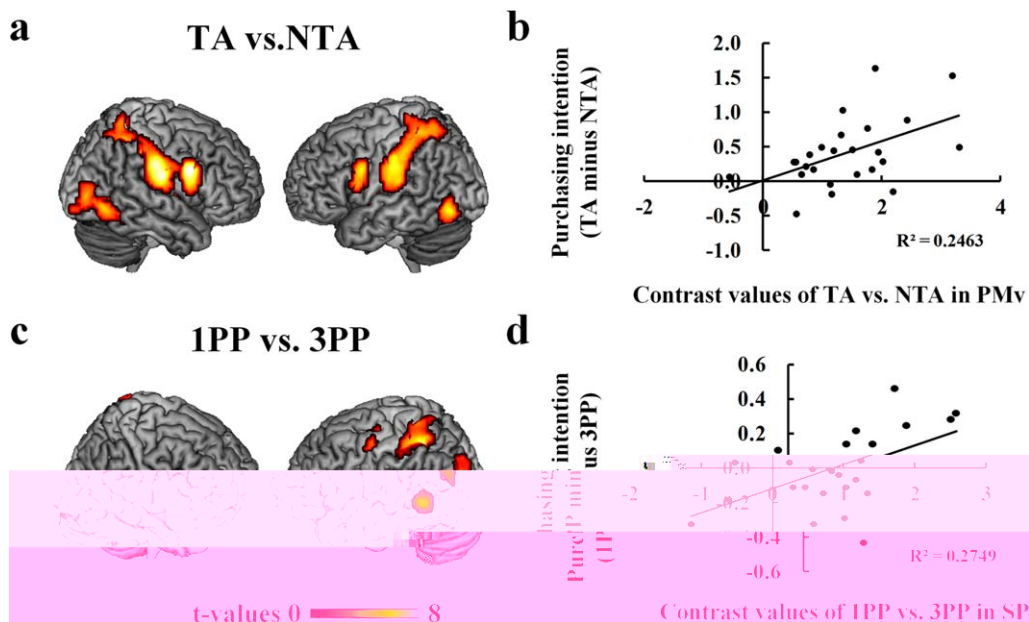 a
TA vs.NTA
b
Purchasing intention
(TA minus NTA)
2.0
1.5
1.0
0.5
0.0
-0.5
-1.0
-2
0
2
4
R² = 0.2463
Contrast values of TA vs. NTA in PMv
c
1PP vs. 3PP
d
intention
3PP)
0.6
0.4
0.2
0.0
-0.2
-0.4
-0.6
-2
-1
0
1
2
3
R² = 0.2749
t-values 0
8
Contrast values of 1PP vs. 3PP in SP